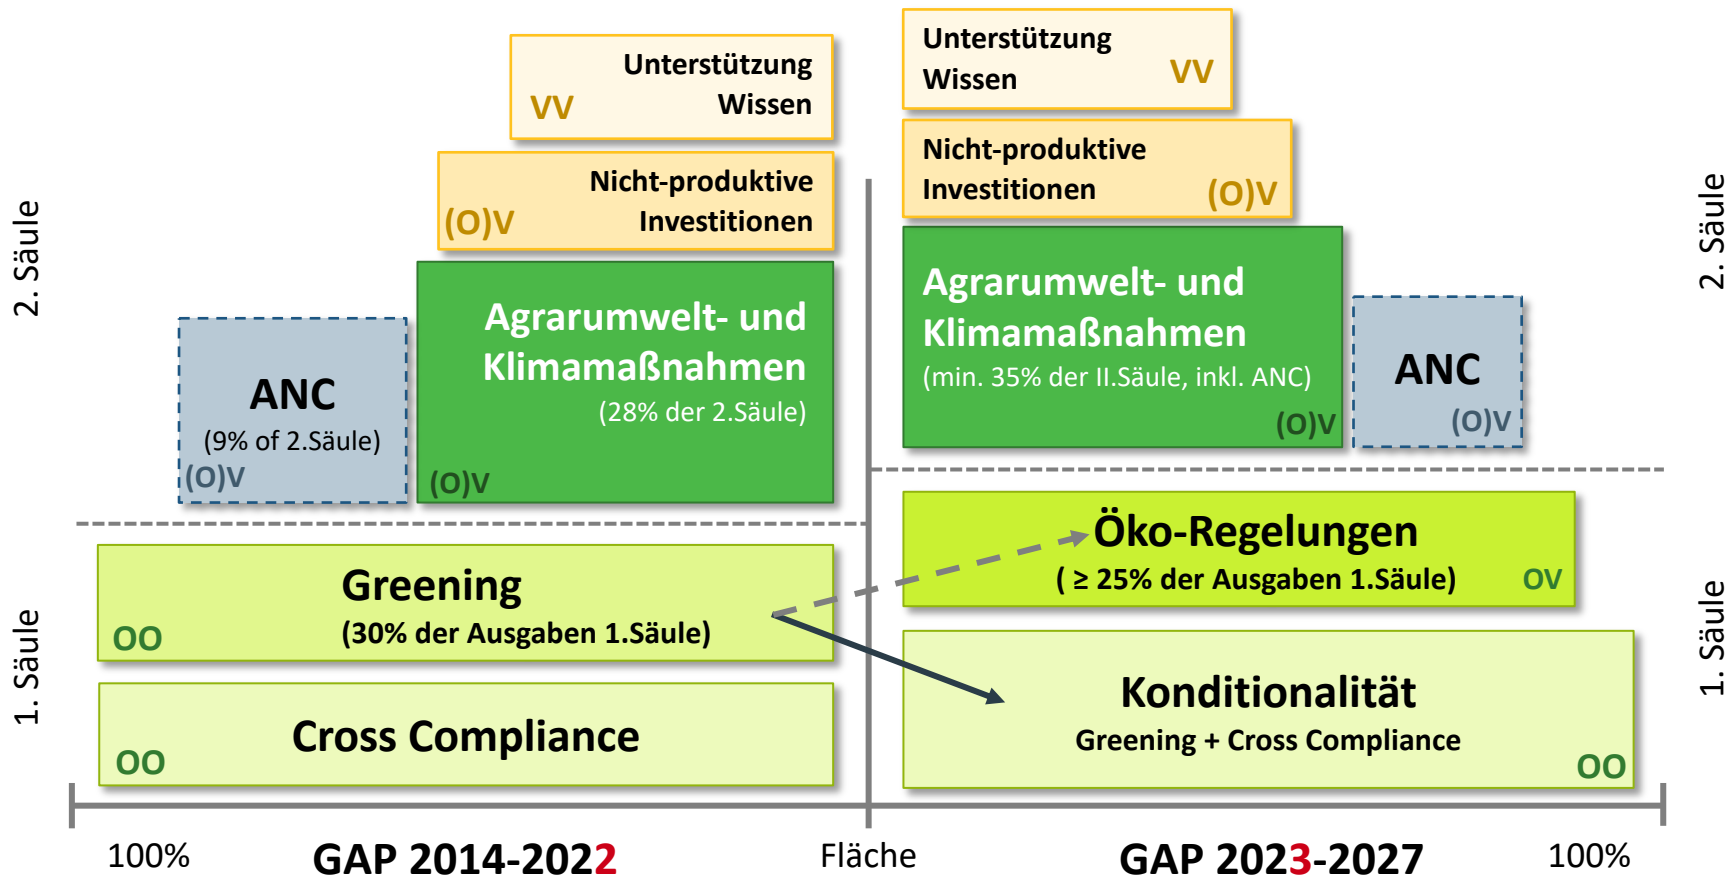 2. Säule
1. Säule
Unterstützung
Wissen
VV
Nicht-produktive
Investitionen
(O)V
Agrarumwelt- und
Klimamaßnahmen
(28% der 2.Säule)
(O)V
ANC
(9% of 2.Säule)
(O)V
Greening
(30% der Ausgaben 1.Säule)
OO
Cross Compliance
OO
Unterstützung
Wissen
VV
Nicht-produktive
Investitionen
(O)V
Agrarumwelt- und
Klimamaßnahmen
(min. 35% der II.Säule, inkl. ANC)
(O)V
ANC
(O)V
Öko-Regelungen
( ≥ 25% der Ausgaben 1.Säule)
OV
Konditionalität
Greening + Cross Compliance
OO
2. Säule
1. Säule
100%
GAP 2014-2022
Fläche
GAP 2023-2027
100%